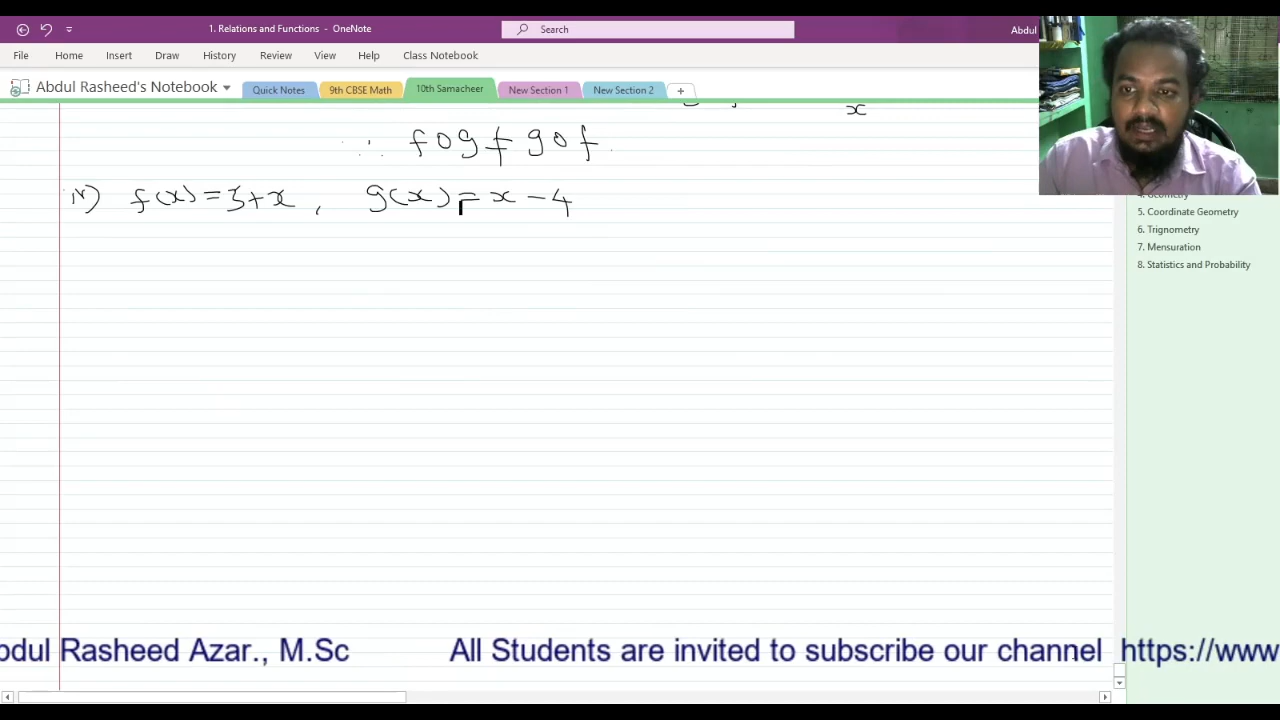 1. Relations and Functions - OneNote
Search
Abdul
File Home Insert Draw History Review View Help Class Notebook
Abdul Rasheed's Notebook
Quick Notes 9th CBSE Math 10th Samacheer New Section 1 New Section 2 +
x
∴ fog ≠ gof
iv) f(x) = 3+x , g(x) = x - 4
5. Coordinate Geometry
6. Trignometry
7. Mensuration
8. Statistics and Probability
bdul Rasheed Azar., M.Sc All Students are invited to subscribe our channel https://www